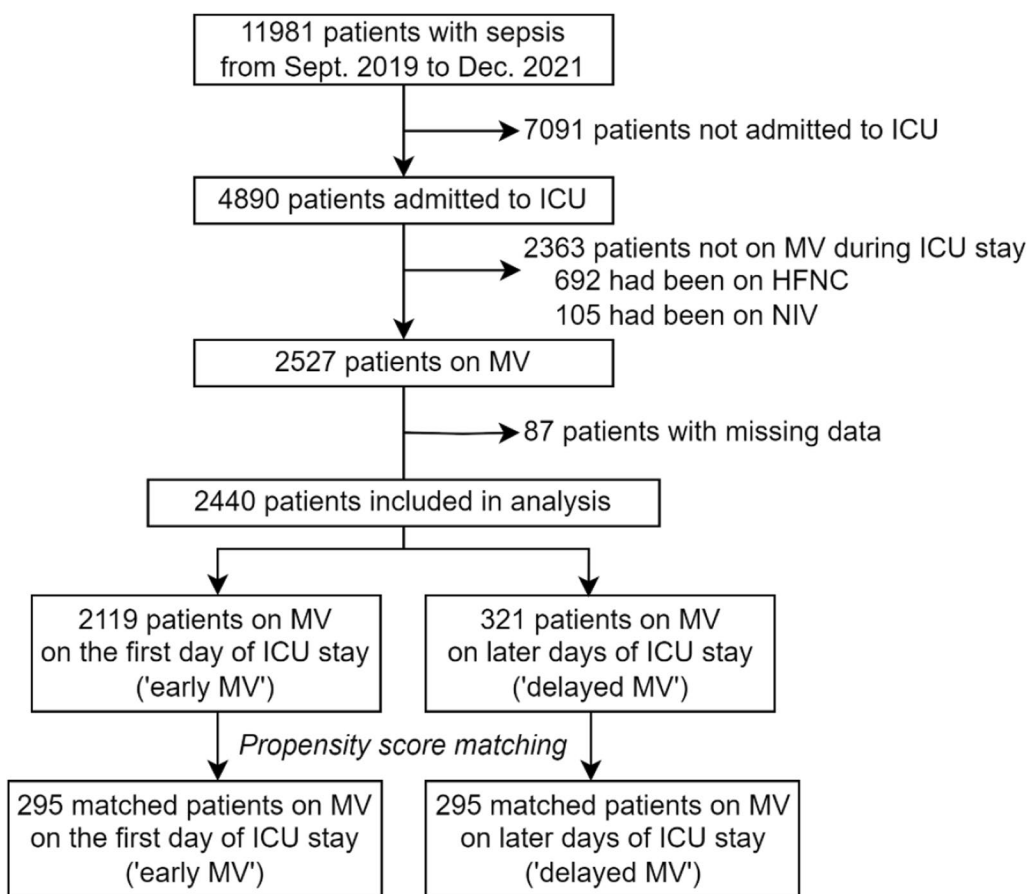 11981 patients with sepsis
from Sept. 2019 to Dec. 2021
7091 patients not admitted to ICU
4890 patients admitted to ICU
2363 patients not on MV during ICU stay
692 had been on HFNC
105 had been on NIV
2527 patients on MV
87 patients with missing data
2440 patients included in analysis
2119 patients on MV
on the first day of ICU stay
('early MV')
321 patients on MV
on later days of ICU stay
('delayed MV')
Propensity score matching
295 matched patients on MV
on the first day of ICU stay
('early MV')
295 matched patients on MV
on later days of ICU stay
('delayed MV')